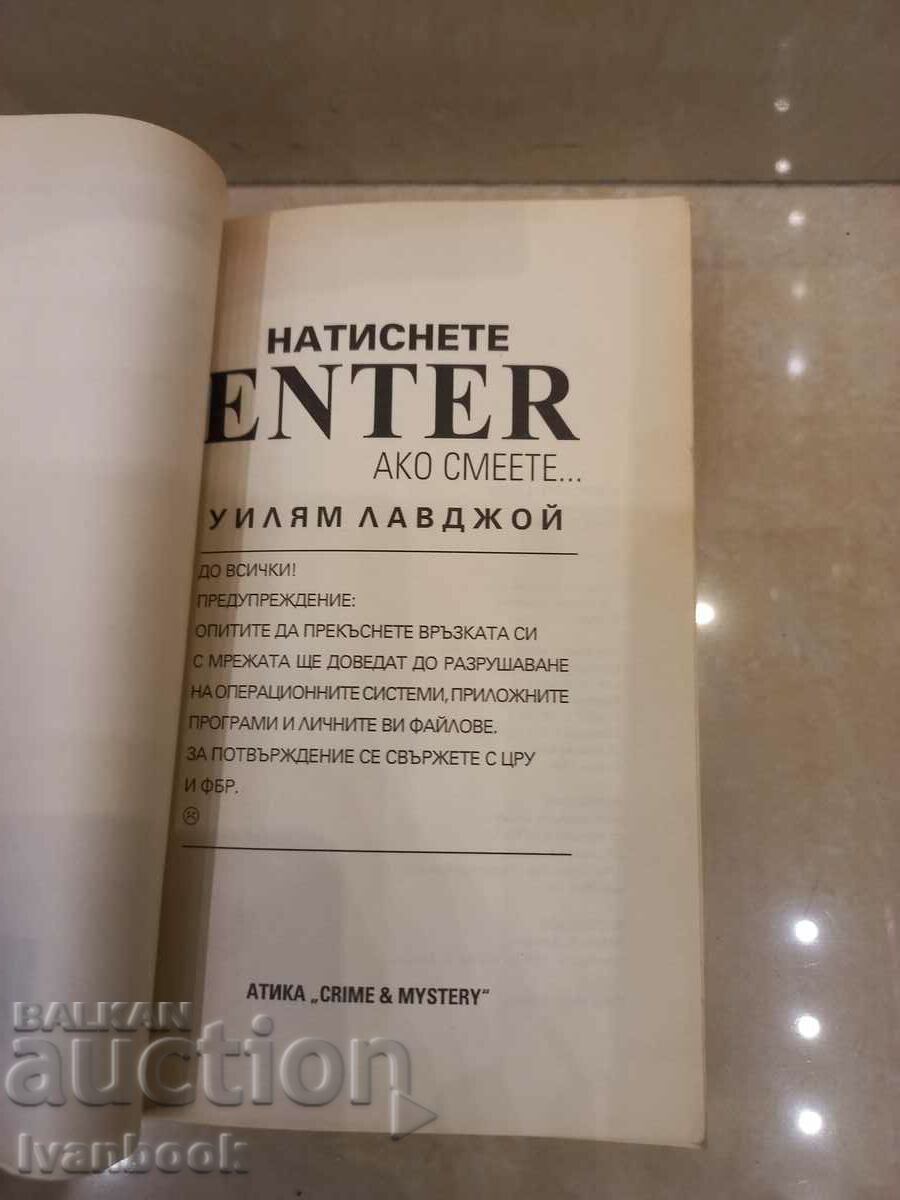 НАТИСНЕТЕ
ENTER
АКО СМЕЕТЕ...
УИЛЯМ ЛАВДЖОЙ
ДО ВСИЧКИ!
ПРЕДУПРЕЖДЕНИЕ:
ОПИТИТЕ ДА ПРЕКЪСНЕТЕ ВРЪЗКАТА СИ
С МРЕЖАТА ЩЕ ДОВЕДАТ ДО РАЗРУШАВАНЕ
НА ОПЕРАЦИОННИТЕ СИСТЕМИ, ПРИЛОЖНИТЕ
ПРОГРАМИ И ЛИЧНИТЕ ВИ ФАЙЛОВЕ.
ЗА ПОТВЪРЖДЕНИЕ СЕ СВЪРЖЕТЕ С ЦРУ
И ФБР.
АТИКА „CRIME & MYSTERY“
BALKAN
auction
Ivanbook